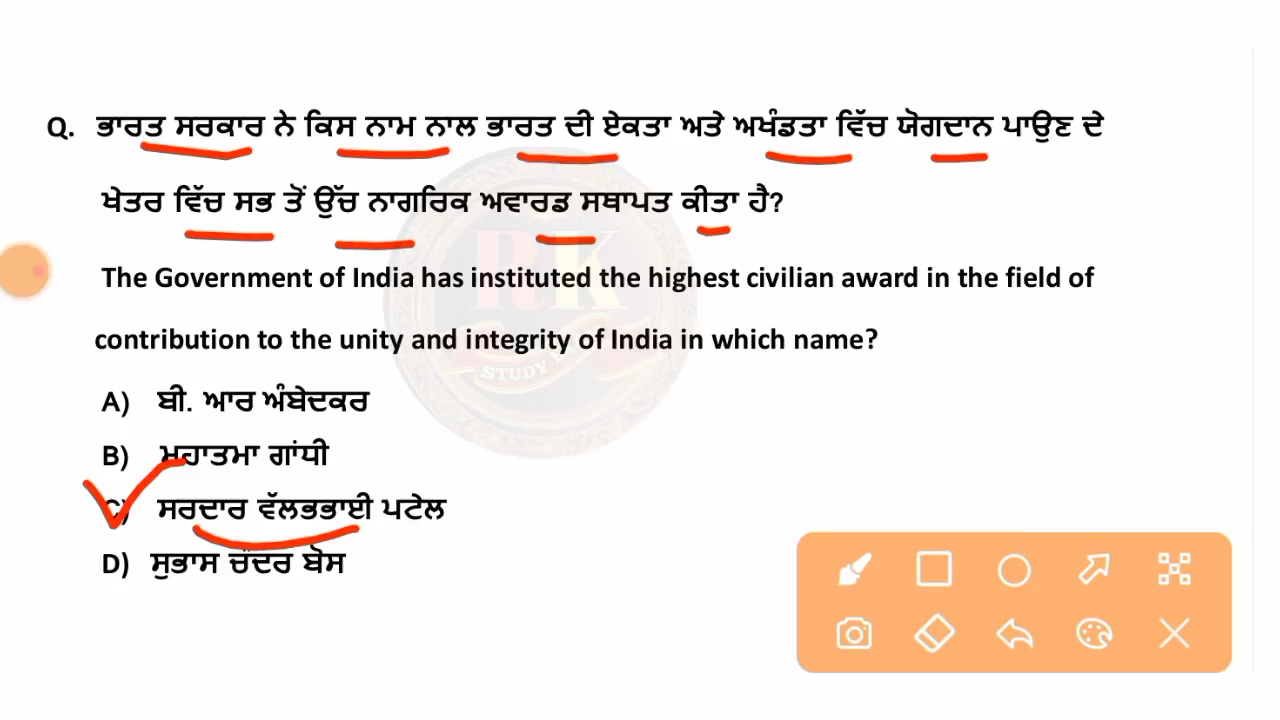 Q. ਭਾਰਤ ਸਰਕਾਰ ਨੇ ਕਿਸ ਨਾਮ ਨਾਲ ਭਾਰਤ ਦੀ ਏਕਤਾ ਅਤੇ ਅਖੰਡਤਾ ਵਿੱਚ ਯੋਗਦਾਨ ਪਾਉਣ ਦੇ
ਖੇਤਰ ਵਿੱਚ ਸਭ ਤੋਂ ਉੱਚ ਨਾਗਰਿਕ ਅਵਾਰਡ ਸਥਾਪਤ ਕੀਤਾ ਹੈ?
The Government of India has instituted the highest civilian award in the field of
contribution to the unity and integrity of India in which name?
A) ਬੀ. ਆਰ ਅੰਬੇਦਕਰ
B) ਮਹਾਤਮਾ ਗਾਂਧੀ
C) ਸਰਦਾਰ ਵੱਲਭਭਾਈ ਪਟੇਲ
D) ਸੁਭਾਸ ਚੰਦਰ ਬੋਸ
RK
STUDY